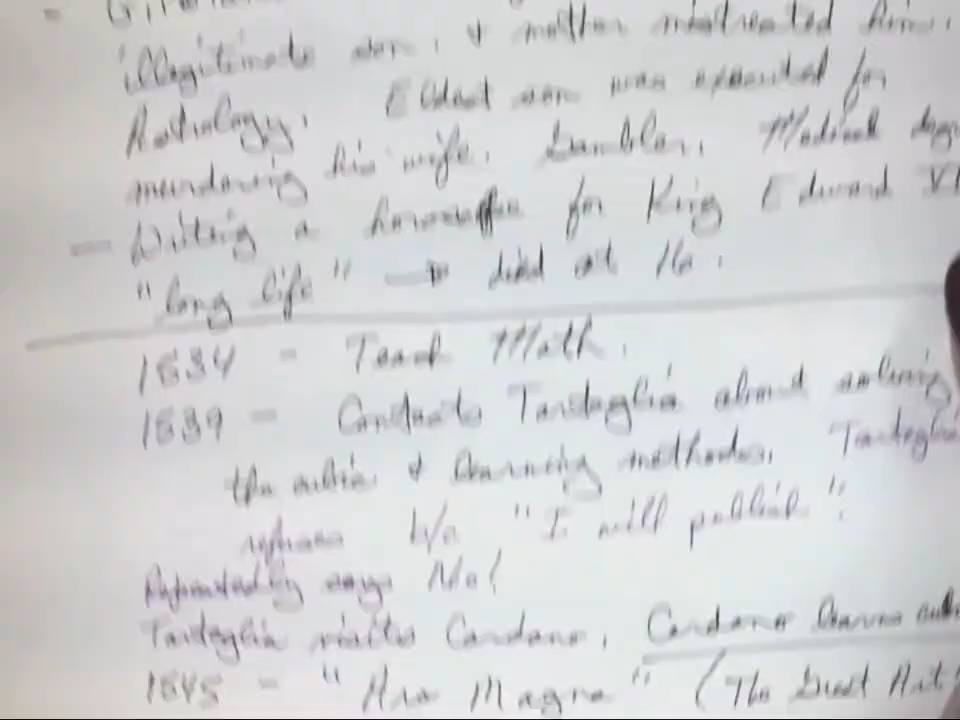 illegitimate son, & mother mistreated him.
Astrology. Eldest son was executed for
murdering his wife. Gambler. Medical
- Writing a horoscope for King Edward VI
"long life" → died at 16.
1534 - Teach Math.
1539 - Contacts Tartaglia about solving
the cubic & learning methods. Tartaglia
refuses b/c "I will publish".
Repeatedly says No!
Tartaglia visits Cardano. Cardano learns
1545 - "Ars Magna" (The Great Art